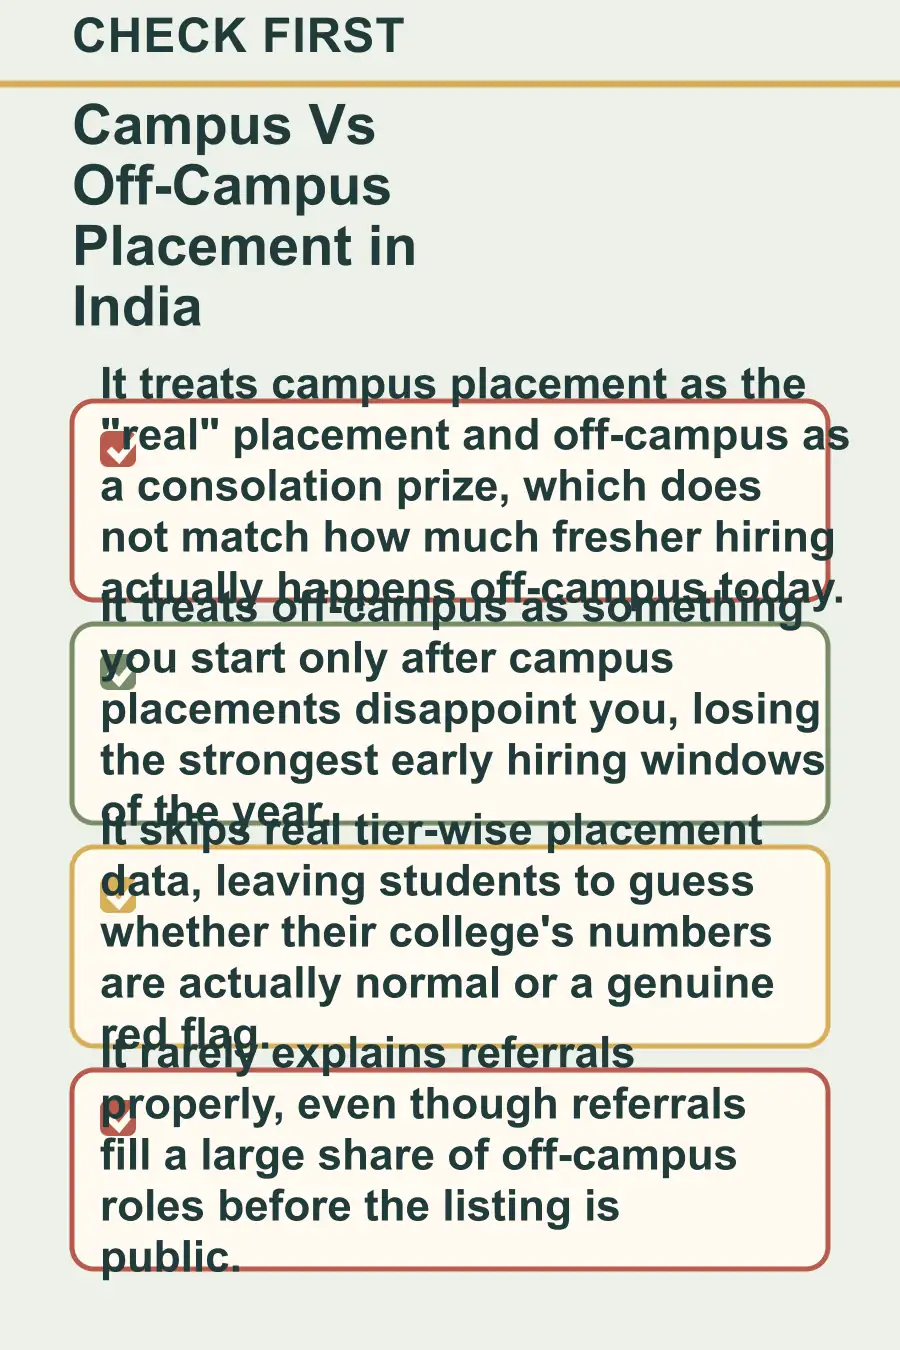 CHECK FIRST
Campus Vs
Off-Campus
Placement in
India
It treats campus placement as the
"real" placement and off-campus as
a consolation prize, which does
not match how much fresher hiring
actually happens off-campus today.
It treats off-campus as something
you start only after campus
placements disappoint you, losing
the strongest early hiring windows
of the year.
It skips real tier-wise placement
data, leaving students to guess
whether their college's numbers
are actually normal or a genuine
red flag.
It rarely explains referrals
properly, even though referrals
fill a large share of off-campus
roles before the listing is
public.